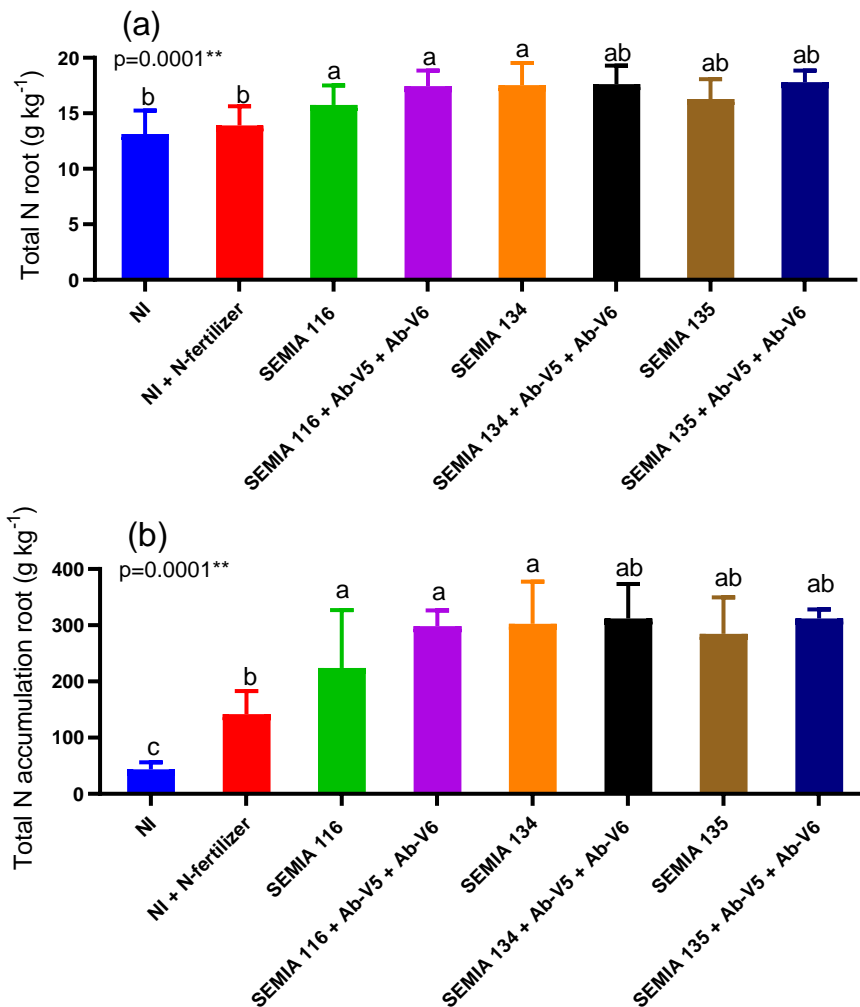 (a)
p=0.0001**
Total N root (g kg⁻¹)
20
15
10
5
0
b
b
a
a
a
ab
ab
ab
NI
NI + N-fertilizer
SEMIA 116
SEMIA 116 + Ab-V5 + Ab-V6
SEMIA 134
SEMIA 134 + Ab-V5 + Ab-V6
SEMIA 135
SEMIA 135 + Ab-V5 + Ab-V6
(b)
p=0.0001**
Total N accumulation root (g kg⁻¹)
400
300
200
100
0
c
b
a
a
a
ab
ab
ab
NI
NI + N-fertilizer
SEMIA 116
SEMIA 116 + Ab-V5 + Ab-V6
SEMIA 134
SEMIA 134 + Ab-V5 + Ab-V6
SEMIA 135
SEMIA 135 + Ab-V5 + Ab-V6